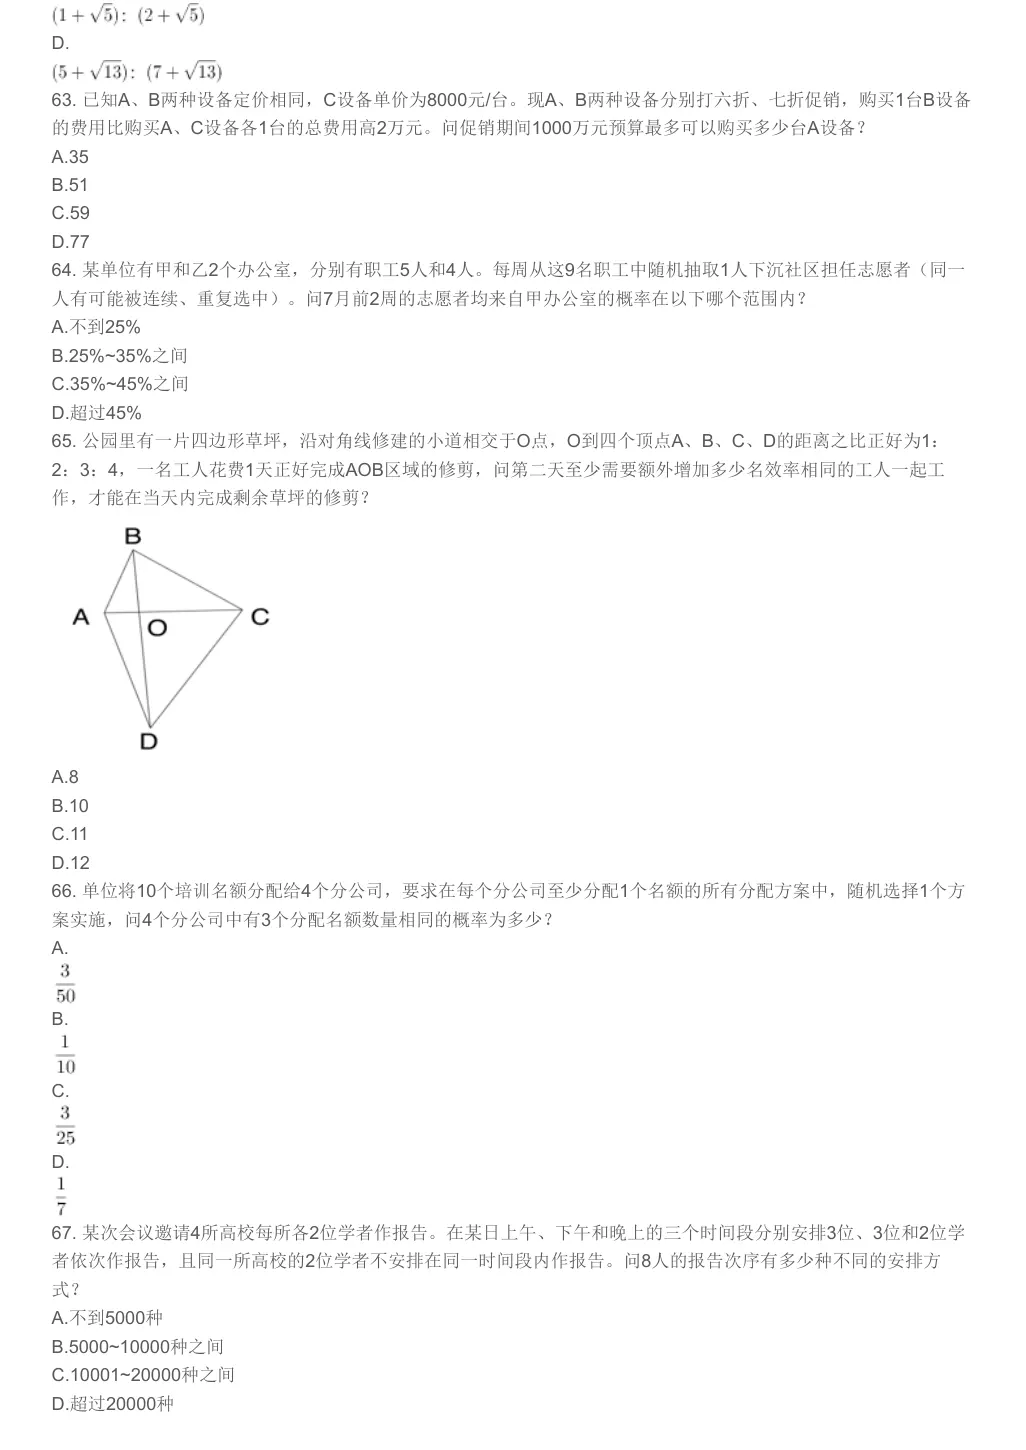 (1+√5)：(2+√5)
D.
(5+√13)：(7+√13)
63. 已知A、B两种设备定价相同，C设备单价为8000元/台。现A、B两种设备分别打六折、七折促销，购买1台B设备
的费用比购买A、C设备各1台的总费用高2万元。问促销期间1000万元预算最多可以购买多少台A设备？
A.35
B.51
C.59
D.77
64. 某单位有甲和乙2个办公室，分别有职工5人和4人。每周从这9名职工中随机抽取1人下沉社区担任志愿者（同一
人有可能被连续、重复选中）。问7月前2周的志愿者均来自甲办公室的概率在以下哪个范围内？
A.不到25%
B.25%~35%之间
C.35%~45%之间
D.超过45%
65. 公园里有一片四边形草坪，沿对角线修建的小道相交于O点，O到四个顶点A、B、C、D的距离之比正好为1：
2：3：4，一名工人花费1天正好完成AOB区域的修剪，问第二天至少需要额外增加多少名效率相同的工人一起工
作，才能在当天内完成剩余草坪的修剪？
B
A
O
C
D
A.8
B.10
C.11
D.12
66. 单位将10个培训名额分配给4个分公司，要求在每个分公司至少分配1个名额的所有分配方案中，随机选择1个方
案实施，问4个分公司中有3个分配名额数量相同的概率为多少？
A.
3/50
B.
1/10
C.
3/25
D.
1/7
67. 某次会议邀请4所高校每所各2位学者作报告。在某日上午、下午和晚上的三个时间段分别安排3位、3位和2位学
者依次作报告，且同一所高校的2位学者不安排在同一时间段内作报告。问8人的报告次序有多少种不同的安排方
式？
A.不到5000种
B.5000~10000种之间
C.10001~20000种之间
D.超过20000种